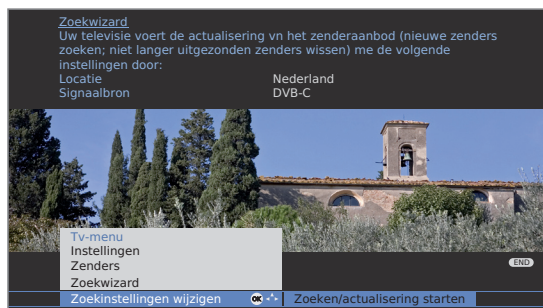 Zoekwizard
Uw televisie voert de actualisering vn het zenderaanbod (nieuwe zenders
zoeken; niet langer uitgezonden zenders wissen) me de volgende
instellingen door:
Locatie Nederland
Signaalbron DVB-C
Tv-menu
Instellingen
Zenders
Zoekwizard
END
Zoekinstellingen wijzigen OK Zoeken/actualisering starten